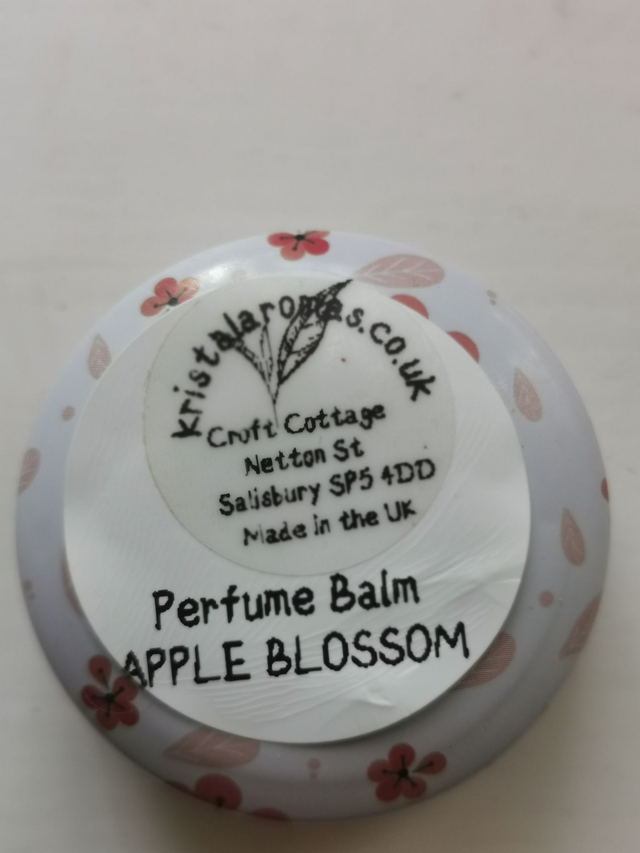 kristalaromas.co.uk
Croft Cottage
Netton St
Salisbury SP5 4DD
Made in the UK
Perfume Balm
APPLE BLOSSOM